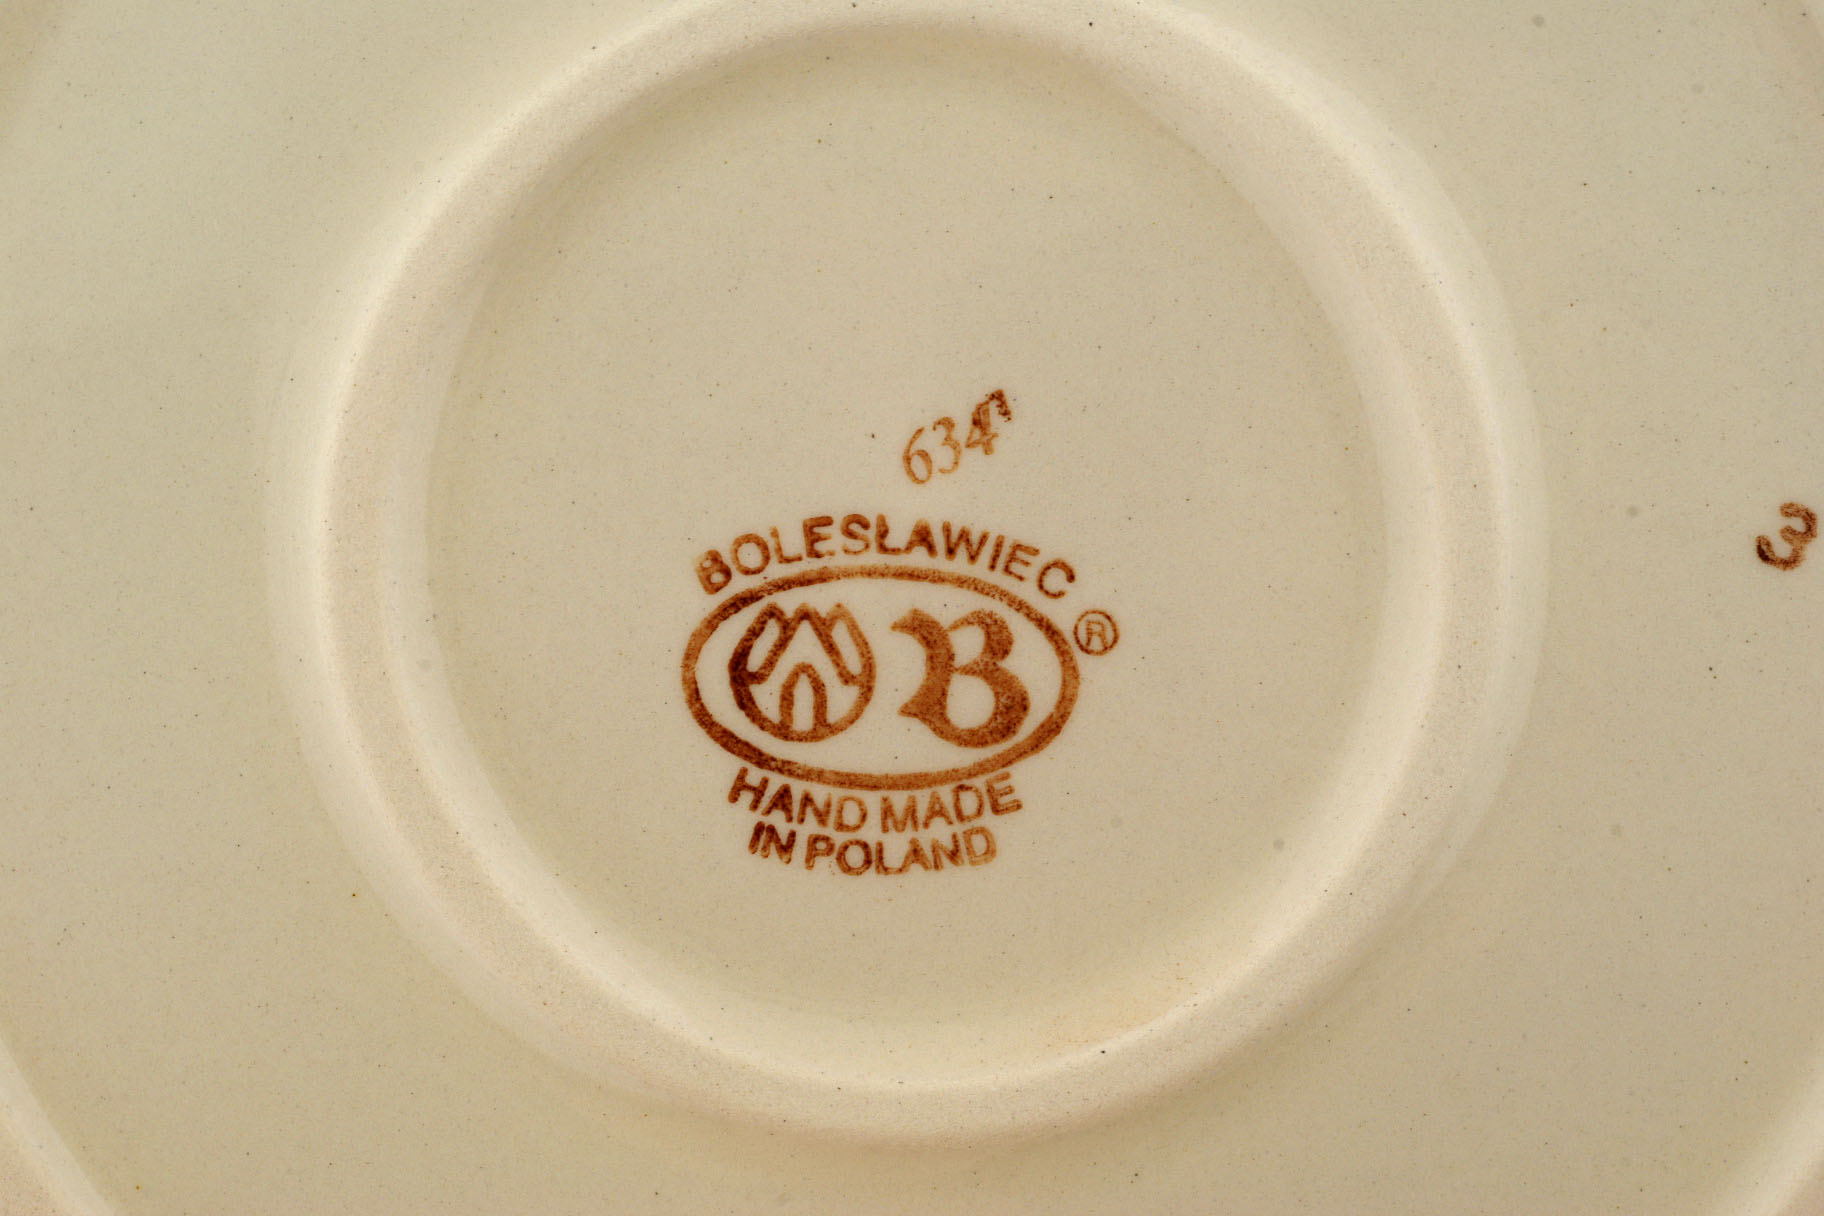 634
BOLESŁAWIEC
B ®
HAND MADE
IN POLAND
3